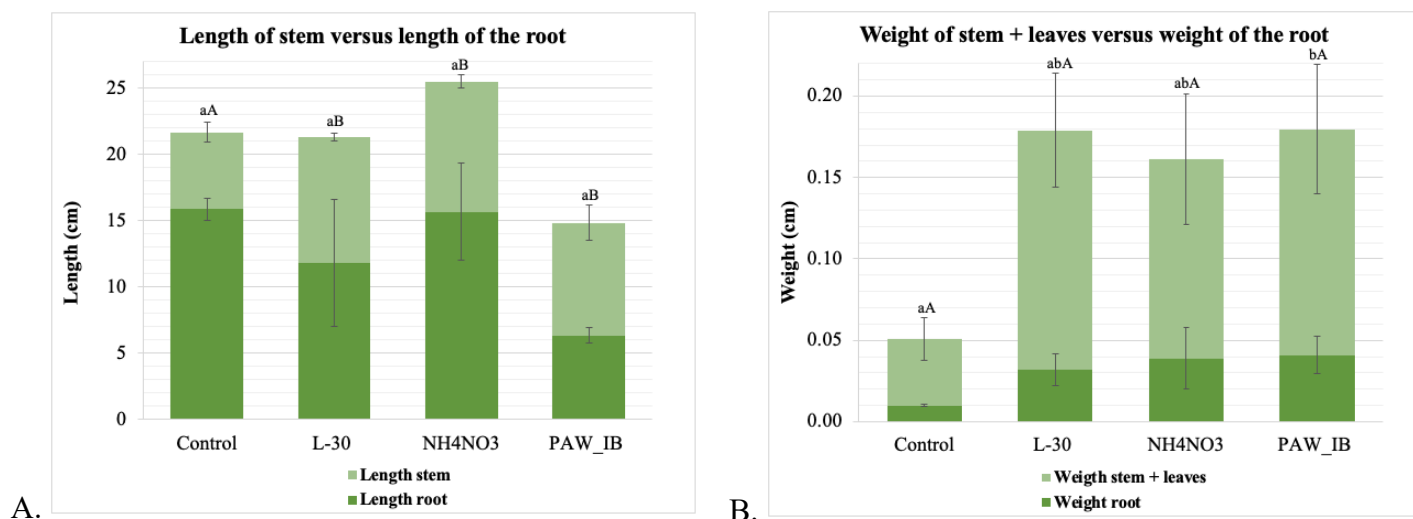 Length of stem versus length of the root
Length (cm)
25
20
15
10
5
0
aA
aB
aB
aB
Control
L-30
NH4NO3
PAW_IB
Length stem
Length root
A.
Weight of stem + leaves versus weight of the root
Weight (cm)
0.20
0.15
0.10
0.05
0.00
aA
abA
abA
bA
Control
L-30
NH4NO3
PAW_IB
Weigth stem + leaves
Weight root
B.